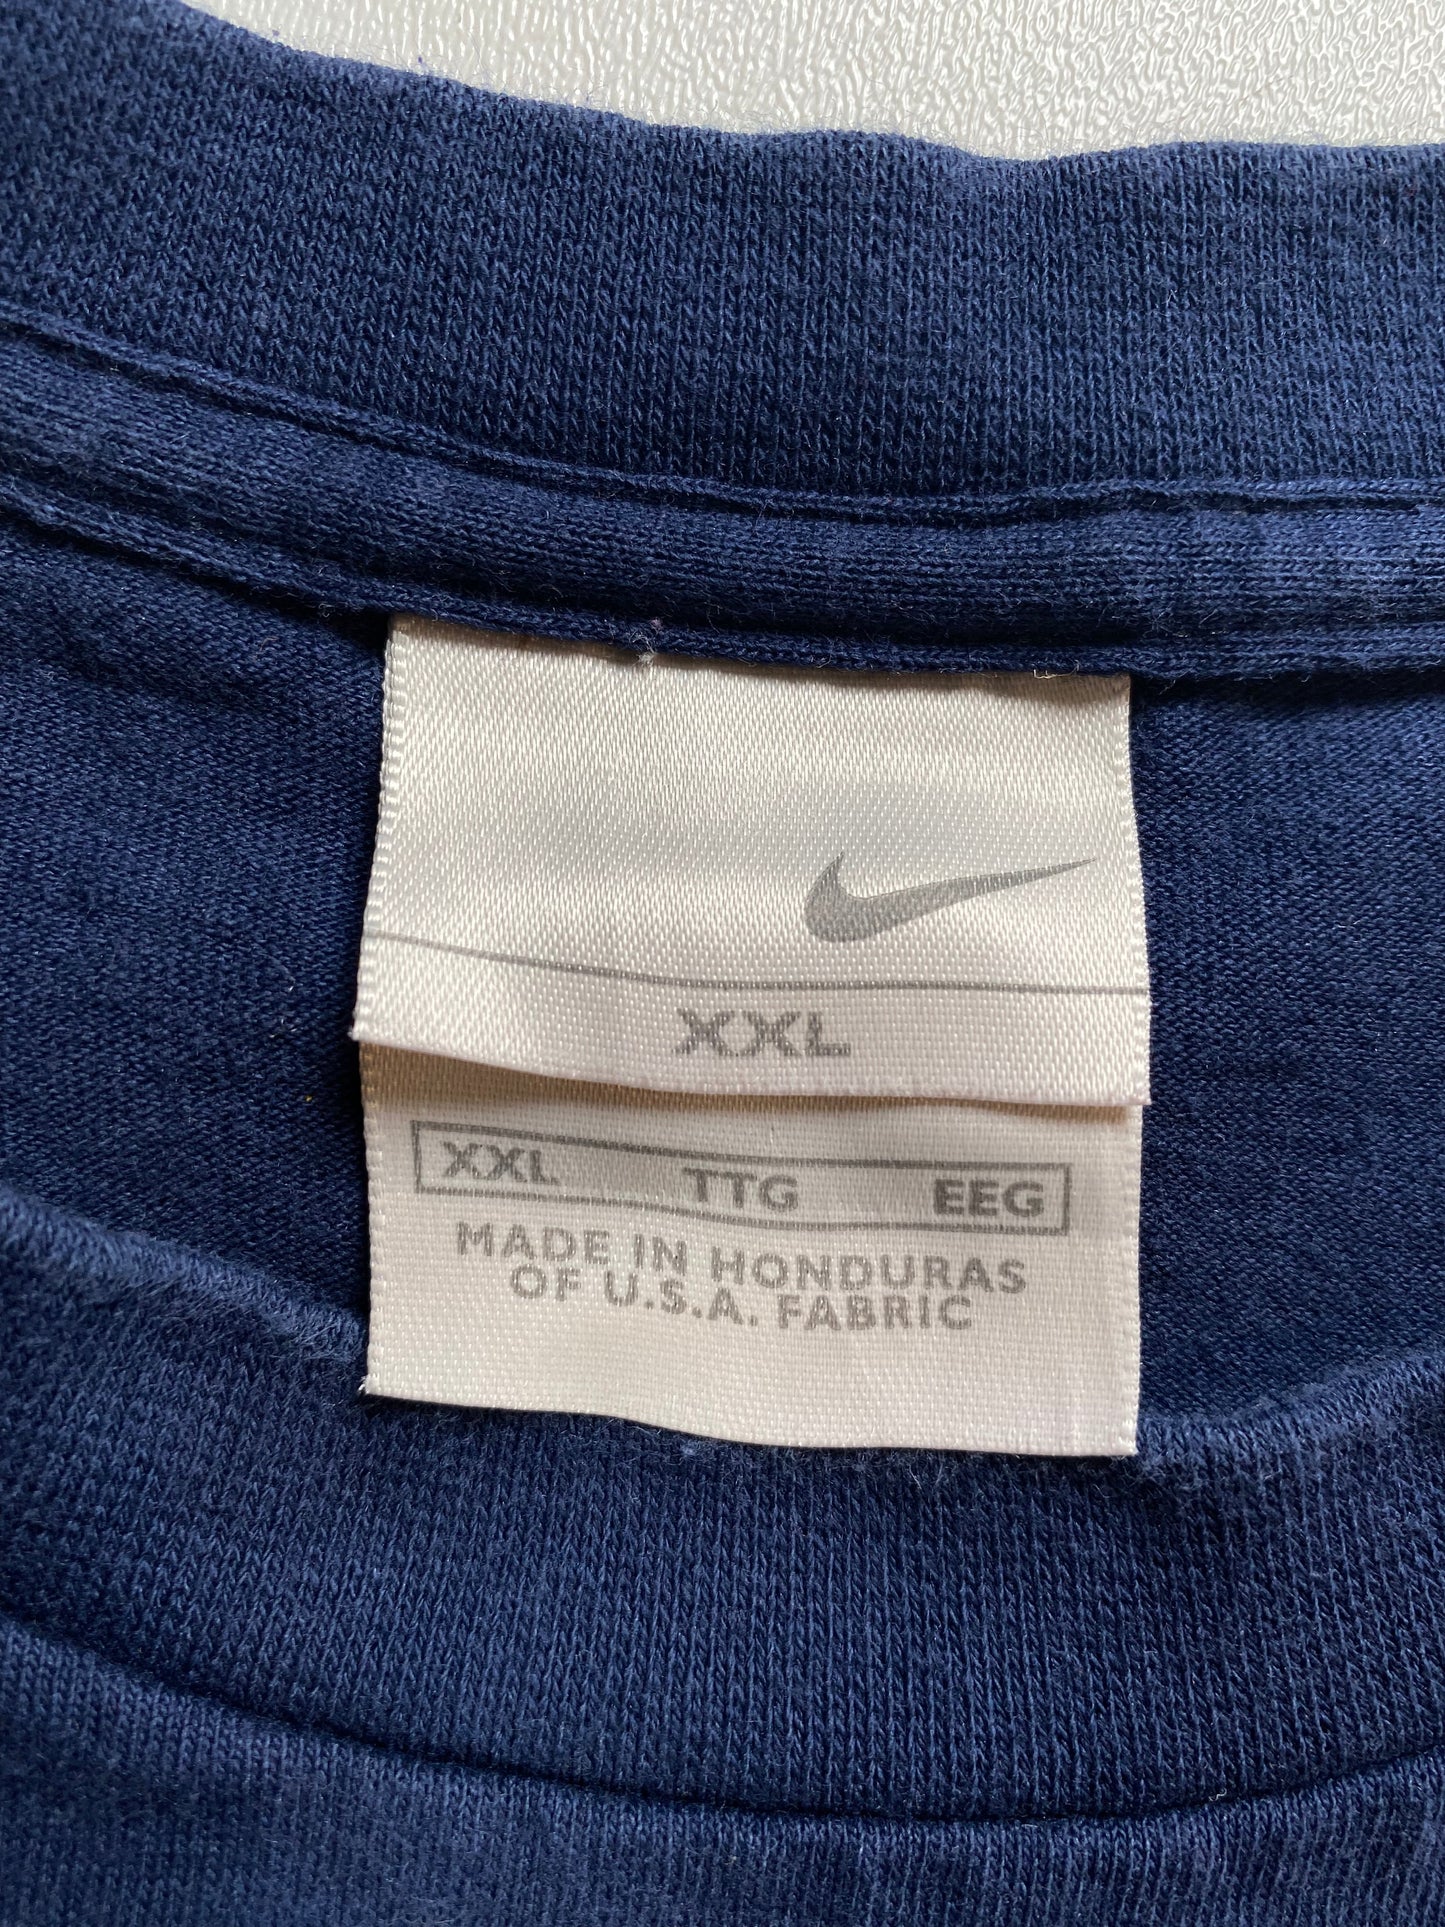 XXL
XXL TTG EEG
MADE IN HONDURAS
OF U.S.A. FABRIC